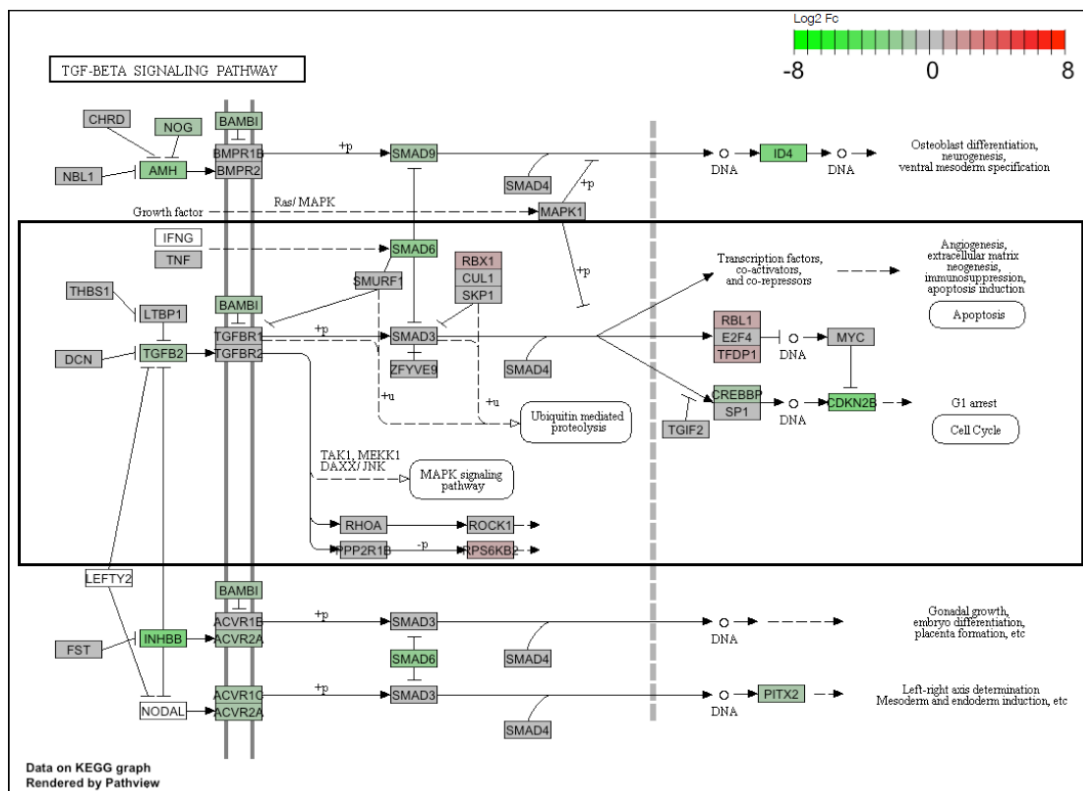 Log2 Fc
-8
0
8
TGF-BETA SIGNALING PATHWAY
CHRD
NOG
BAMBI
NBL1
AMH
BMPR1B
BMPR2
+p
SMAD9
SMAD4
DNA
ID4
DNA
Osteoblast differentiation,
neurogenesis,
ventral mesoderm specification
Growth factor
Ras/ MAPK
MAPK1
+p
IFNG
TNF
SMAD6
RBX1
CUL1
SKP1
SMURF1
+p
Transcription factors,
co-activators,
and co-repressors
Angiogenesis,
extracellular matrix
neogenesis,
immunosuppression,
apoptosis induction
Apoptosis
THBS1
LTBP1
BAMBI
DCN
TGFB2
TGFBR1
TGFBR2
+p
SMAD3
ZFYVE9
SMAD4
RBL1
E2F4
TFDP1
DNA
MYC
CREBBP
SP1
TGIF2
DNA
CDKN2B
G1 arrest
Cell Cycle
+u
+u
Ubiquitin mediated
proteolysis
TAK1, MEKK1
DAXX/ JNK
MAPK signaling
pathway
RHOA
ROCK1
PPP2R1B
-p
RPS6KB2
LEFTY2
BAMBI
FST
INHBB
ACVR1B
ACVR2A
+p
SMAD3
SMAD4
DNA
Gonadal growth,
embryo differentiation,
placenta formation, etc
SMAD6
NODAL
ACVR1C
ACVR2A
+p
SMAD3
SMAD4
DNA
PITX2
Left-right axis determination
Mesoderm and endoderm induction, etc
Data on KEGG graph
Rendered by Pathview